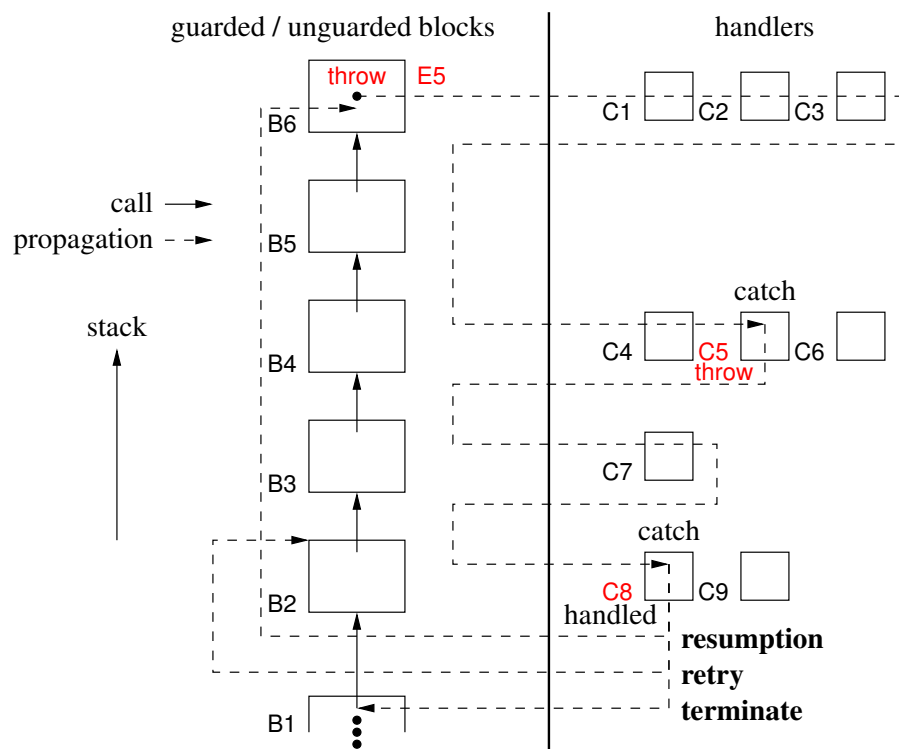 guarded / unguarded blocks
handlers
throw E5
B6
C1 C2 C3
call
propagation
B5
catch
stack
B4
C4 C5 C6
throw
B3
C7
catch
B2
C8 C9
handled
resumption
retry
B1
terminate